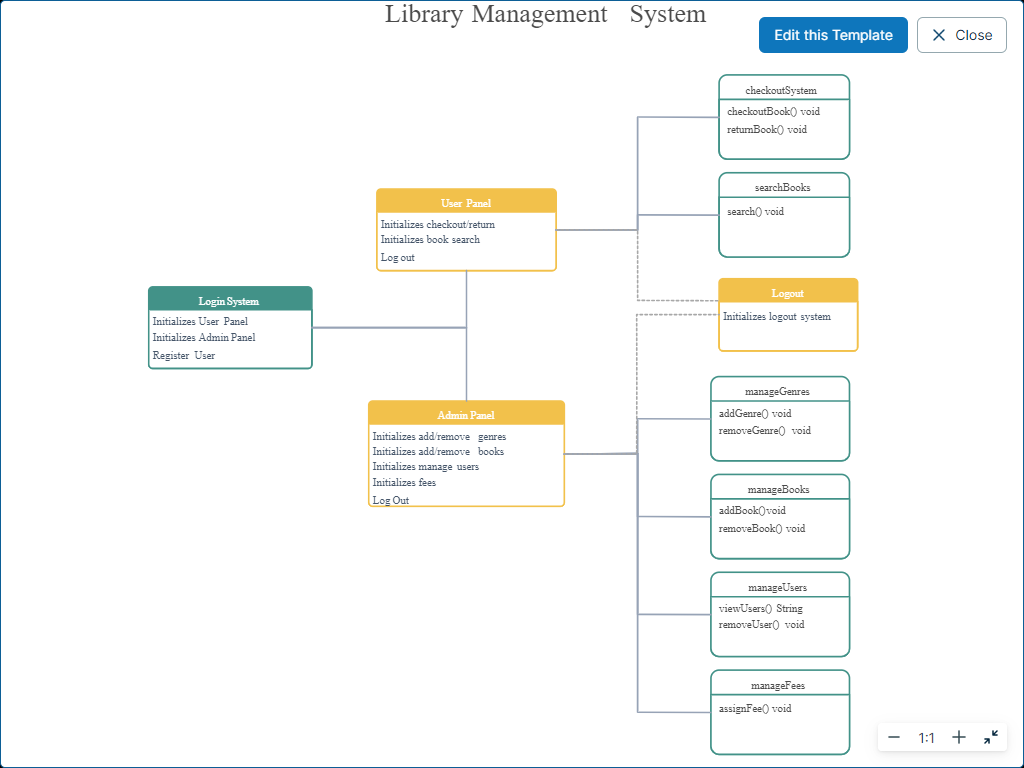 Library Management System
Edit this Template
Close
checkoutSystem
checkoutBook() void
returnBook() void
searchBooks
search() void
User Panel
Initializes checkout/return
Initializes book search
Log out
Login System
Initializes User Panel
Initializes Admin Panel
Register User
Logout
Initializes logout system
Admin Panel
Initializes add/remove genres
Initializes add/remove books
Initializes manage users
Initializes fees
Log Out
manageGenres
addGenre() void
removeGenre() void
manageBooks
addBook()void
removeBook() void
manageUsers
viewUsers() String
removeUser() void
manageFees
assignFee() void
1:1